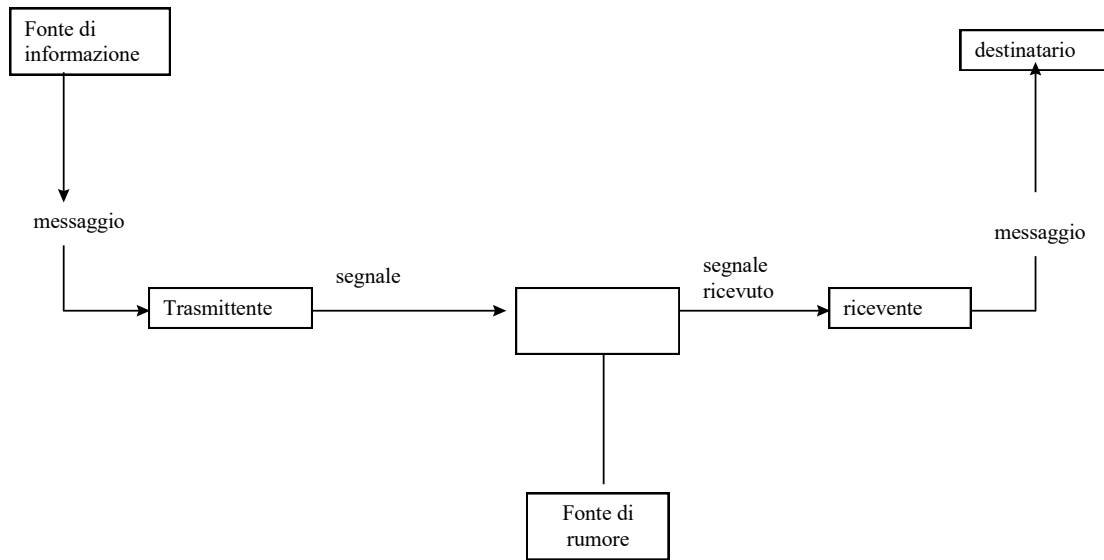 Fonte di
informazione
destinatario
messaggio
messaggio
segnale
segnale
ricevuto
Trasmittente
ricevente
Fonte di
rumore